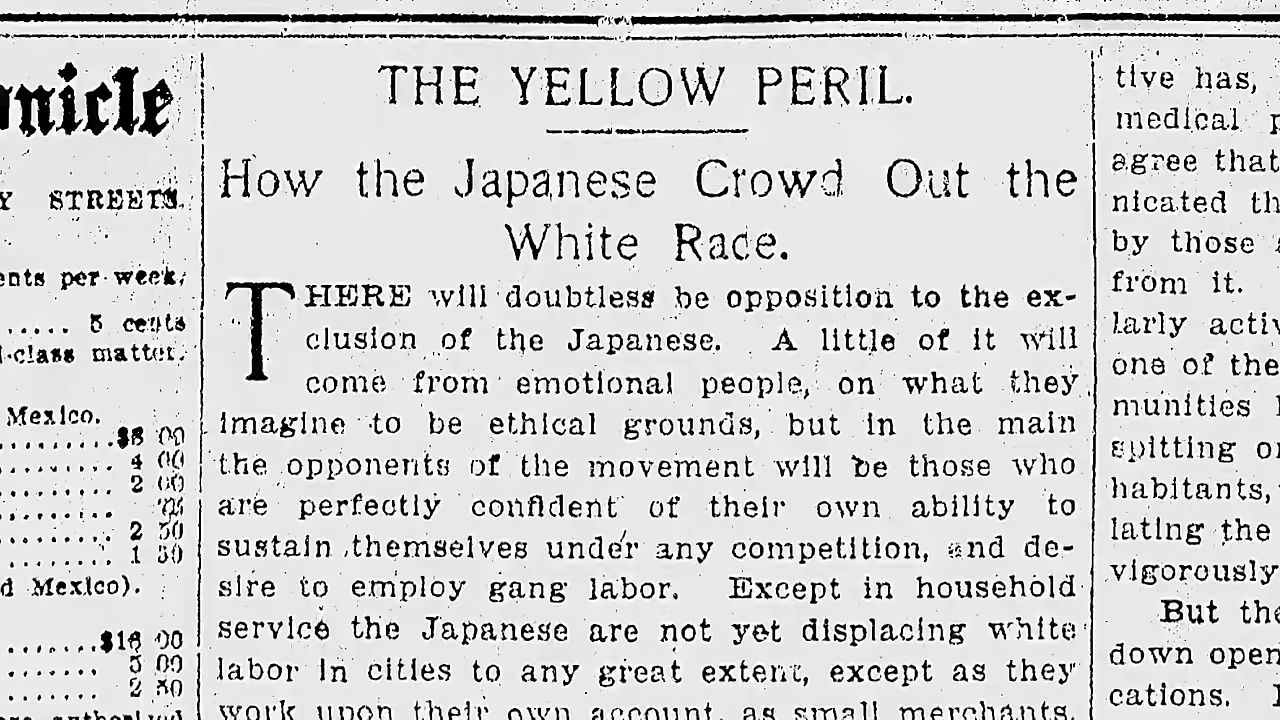 nicle
Y STREETS.
ents per week.
..... 5 cents
class matter.
Mexico.
.........$8 00
......... 4 00
......... 2 00
......... 75
......... 2 50
......... 1 50
d Mexico).
.......$16 00
....... 5 00
....... 2 50
THE YELLOW PERIL.
How the Japanese Crowd Out the
White Race.
THERE will doubtless be opposition to the ex-
clusion of the Japanese. A little of it will
come from emotional people, on what they
imagine to be ethical grounds, but in the main
the opponents of the movement will be those who
are perfectly confident of their own ability to
sustain themselves under any competition, and de-
sire to employ gang labor. Except in household
service the Japanese are not yet displacing white
labor in cities to any great extent, except as they
work upon their own account, as small merchants,
tive has,
medical p
agree that
nicated th
by those
from it.
larly activ
one of the
munities
spitting or
habitants,
lating the
vigorously
But the
down open
cations.